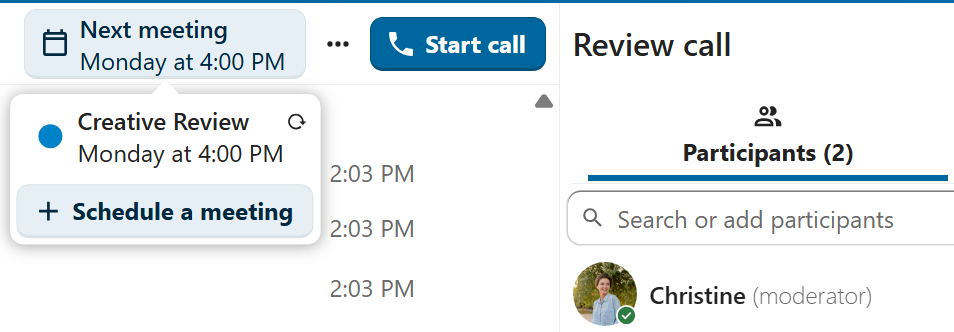 Next meeting
Monday at 4:00 PM
Start call
Creative Review
Monday at 4:00 PM
Schedule a meeting
2:03 PM
2:03 PM
2:03 PM
Review call
Participants (2)
Search or add participants
Christine (moderator)